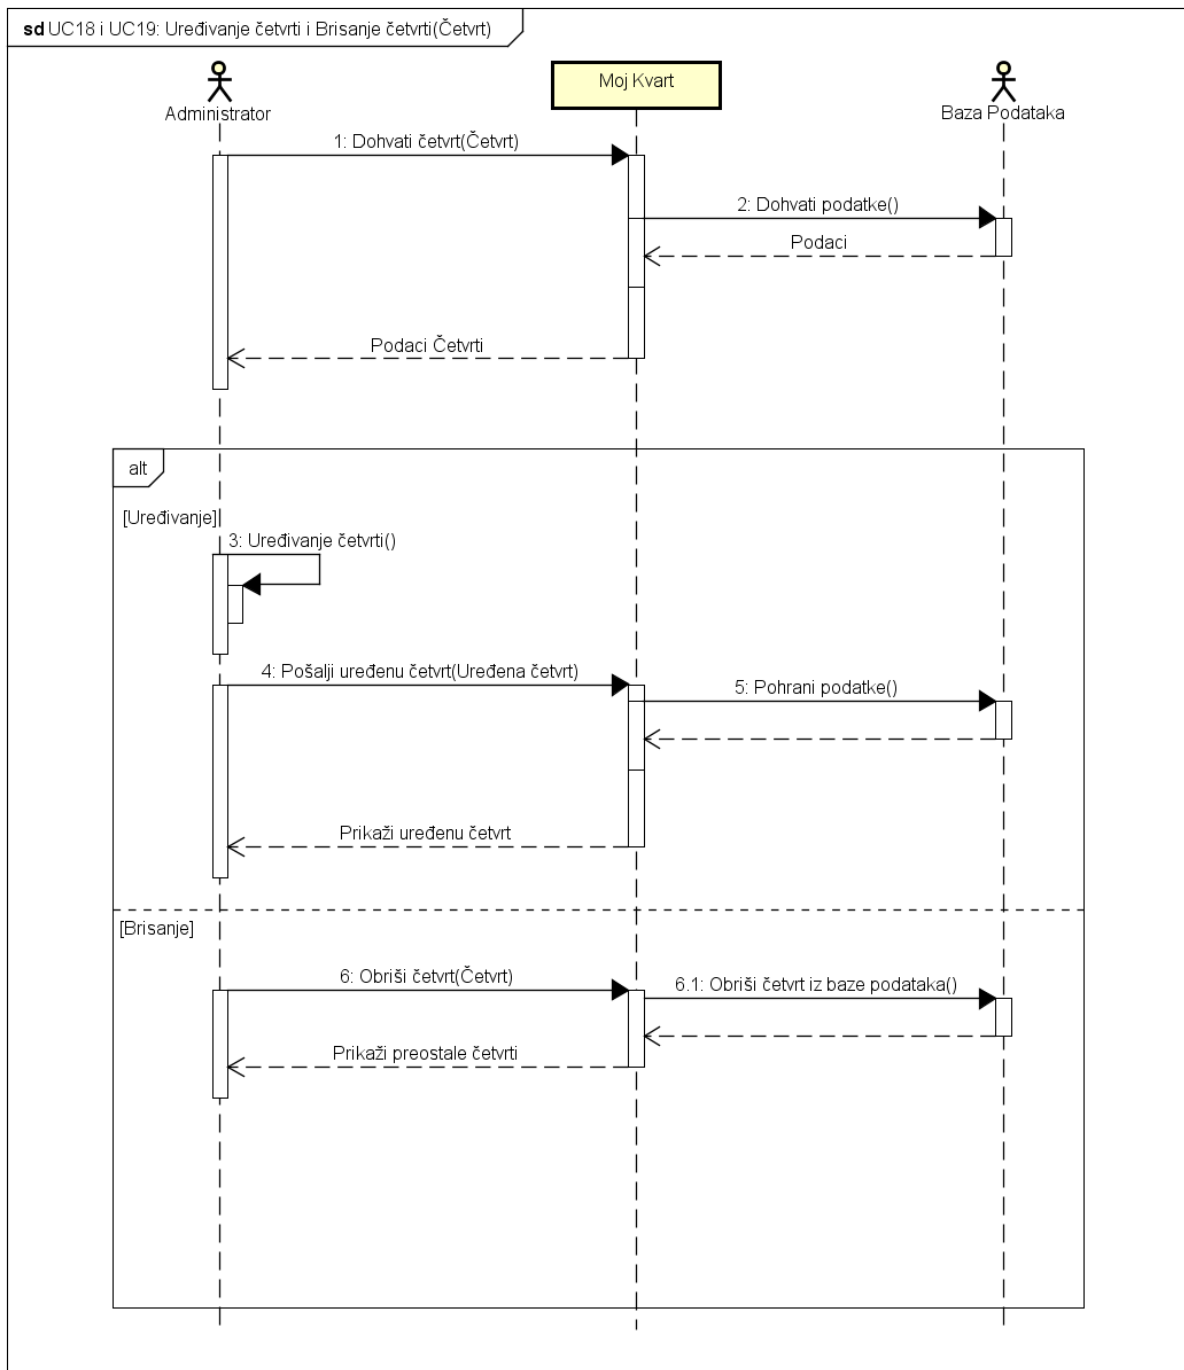 sd UC18 i UC19: Uređivanje četvrti i Brisanje četvrti(Četvrt)
Administrator
Moj Kvart
Baza Podataka
1: Dohvati četvrt(Četvrt)
2: Dohvati podatke()
Podaci
Podaci Četvrti
alt
[Uređivanje]
3: Uređivanje četvrti()
4: Pošalji uređenu četvrt(Uređena četvrt)
5: Pohrani podatke()
Prikaži uređenu četvrt
[Brisanje]
6: Obriši četvrt(Četvrt)
6.1: Obriši četvrt iz baze podataka()
Prikaži preostale četvrti